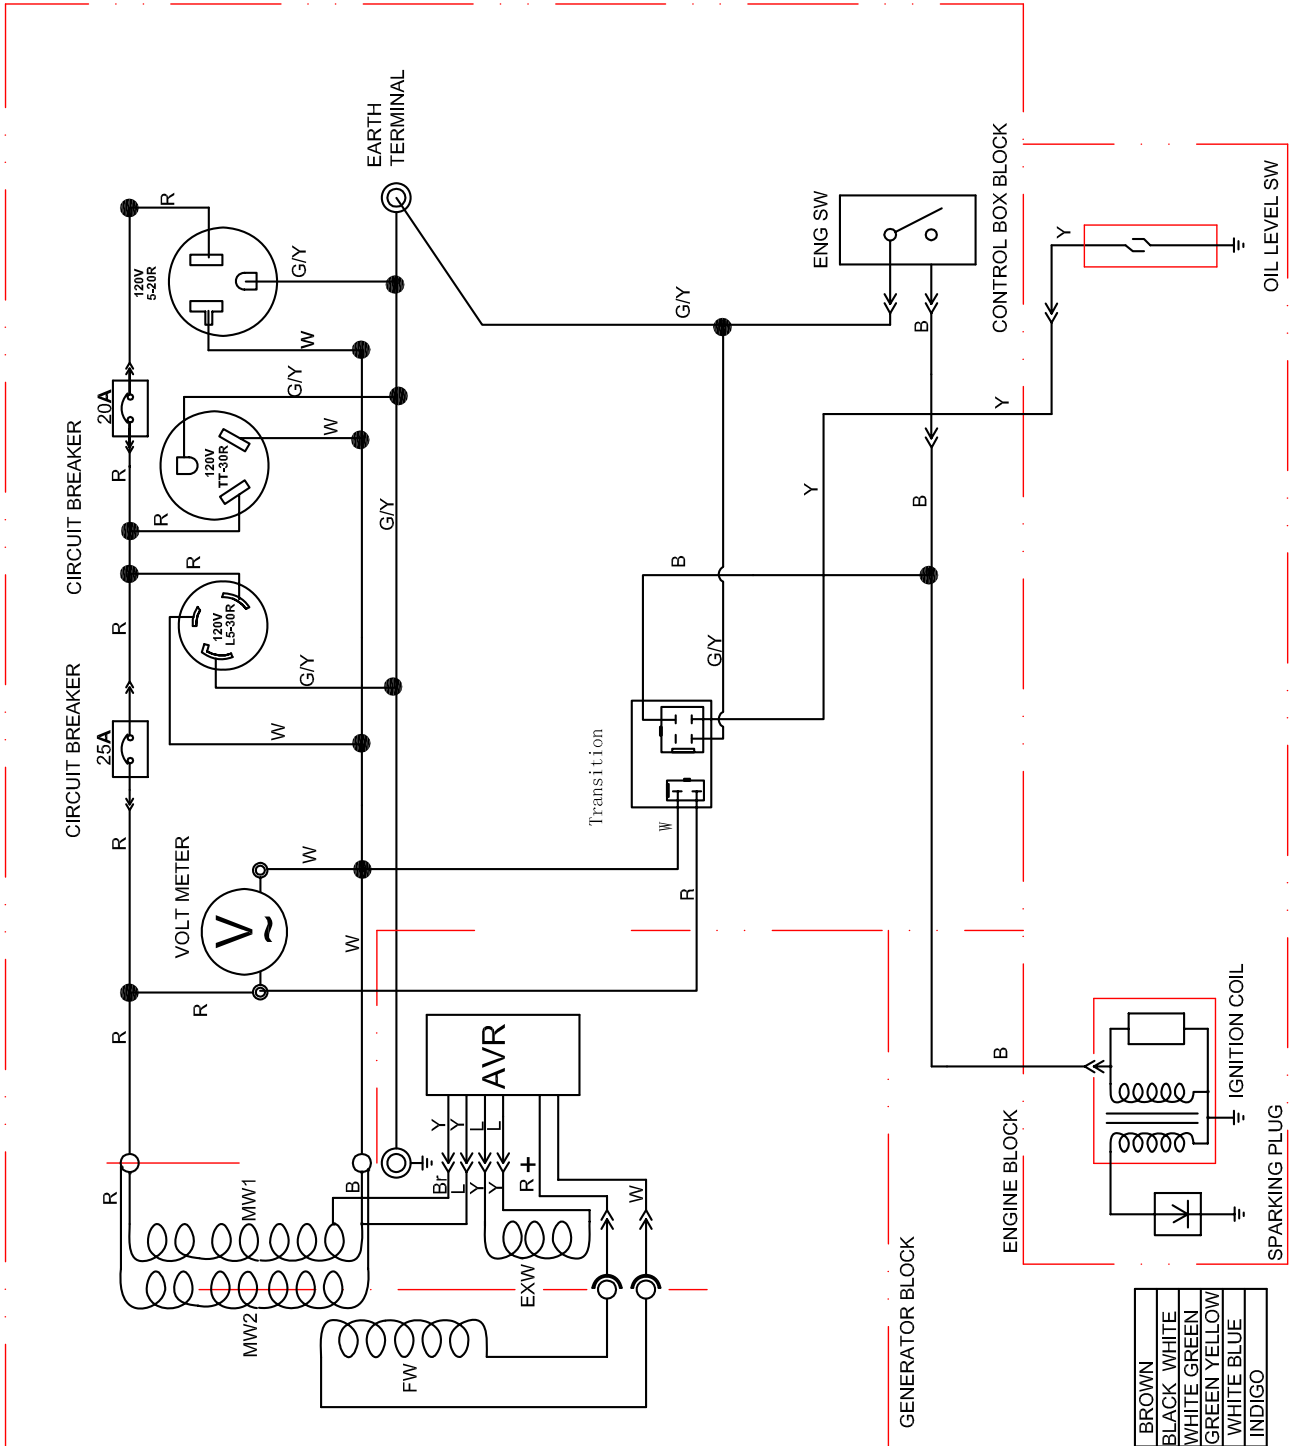 EARTH
TERMINAL
R
120V
5-20R
G/Y
W
20A
CIRCUIT BREAKER
R
120V
TT-30R
G/Y
W
R
G/Y
R
R
120V
L5-30R
G/Y
W
25A
CIRCUIT BREAKER
R
VOLT METER
V
~
W
W
R
R
ENG SW
CONTROL BOX BLOCK
G/Y
B
Y
Y
OIL LEVEL SW
Y
B
B
G/Y
Transition
W
R
AVR
Y
Y
L
L
R +
Br
L
Y
Y
W
R
B
MW1
MW2
EXW
FW
GENERATOR BLOCK
B
IGNITION COIL
ENGINE BLOCK
SPARKING PLUG
BROWN
BLACK WHITE
WHITE GREEN
GREEN YELLOW
WHITE BLUE
INDIGO